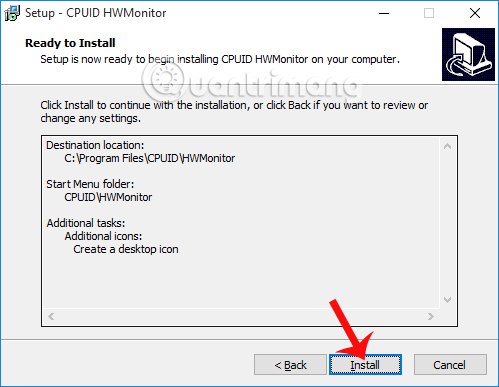 Setup - CPUID HWMonitor
Ready to Install
Setup is now ready to begin installing CPUID HWMonitor on your computer.
Quantrimang
Click Install to continue with the installation, or click Back if you want to review or
change any settings.
Destination location:
C:\Program Files\CPUID\HWMonitor
Start Menu folder:
CPUID\HWMonitor
Additional tasks:
Additional icons:
Create a desktop icon
< Back
Install
Cancel